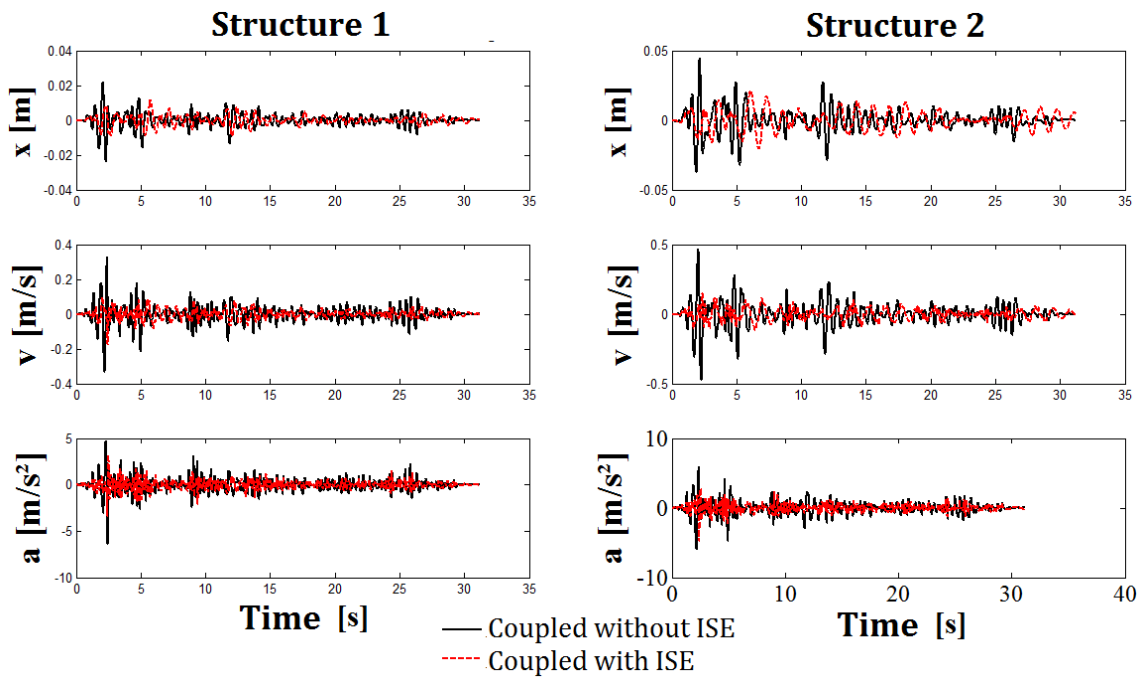 Structure 1
Structure 2
0.04
0.02
0
-0.02
-0.04
x [m]
0 5 10 15 20 25 30 35
0.05
0
-0.05
x [m]
0 5 10 15 20 25 30 35
0.4
0.2
0
-0.2
-0.4
v [m/s]
0 5 10 15 20 25 30 35
0.5
0
-0.5
v [m/s]
0 5 10 15 20 25 30 35
5
0
-5
-10
a [m/s²]
0 5 10 15 20 25 30 35
Time [s]
10
0
-10
a [m/s²]
0 10 20 30 40
Time [s]
Coupled without ISE
Coupled with ISE